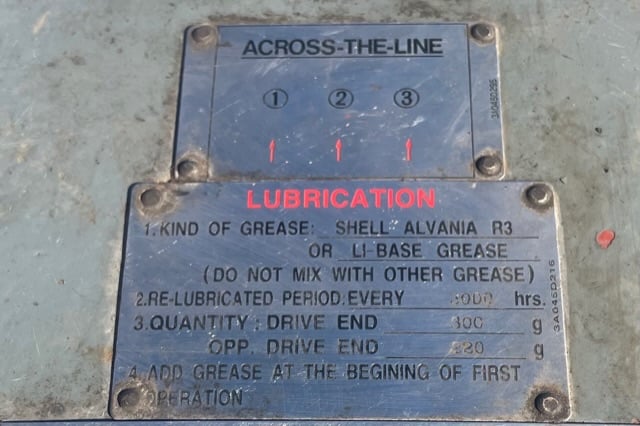 ACROSS-THE-LINE
① ② ③
↑ ↑ ↑
3A045D295
LUBRICATION
1. KIND OF GREASE: SHELL ALVANIA R3
OR LI-BASE GREASE
(DO NOT MIX WITH OTHER GREASE)
2. RE-LUBRICATED PERIOD: EVERY hrs.
3. QUANTITY: DRIVE END g
OPP. DRIVE END g
4. ADD GREASE AT THE BEGINING OF FIRST
OPERATION
3A045D216